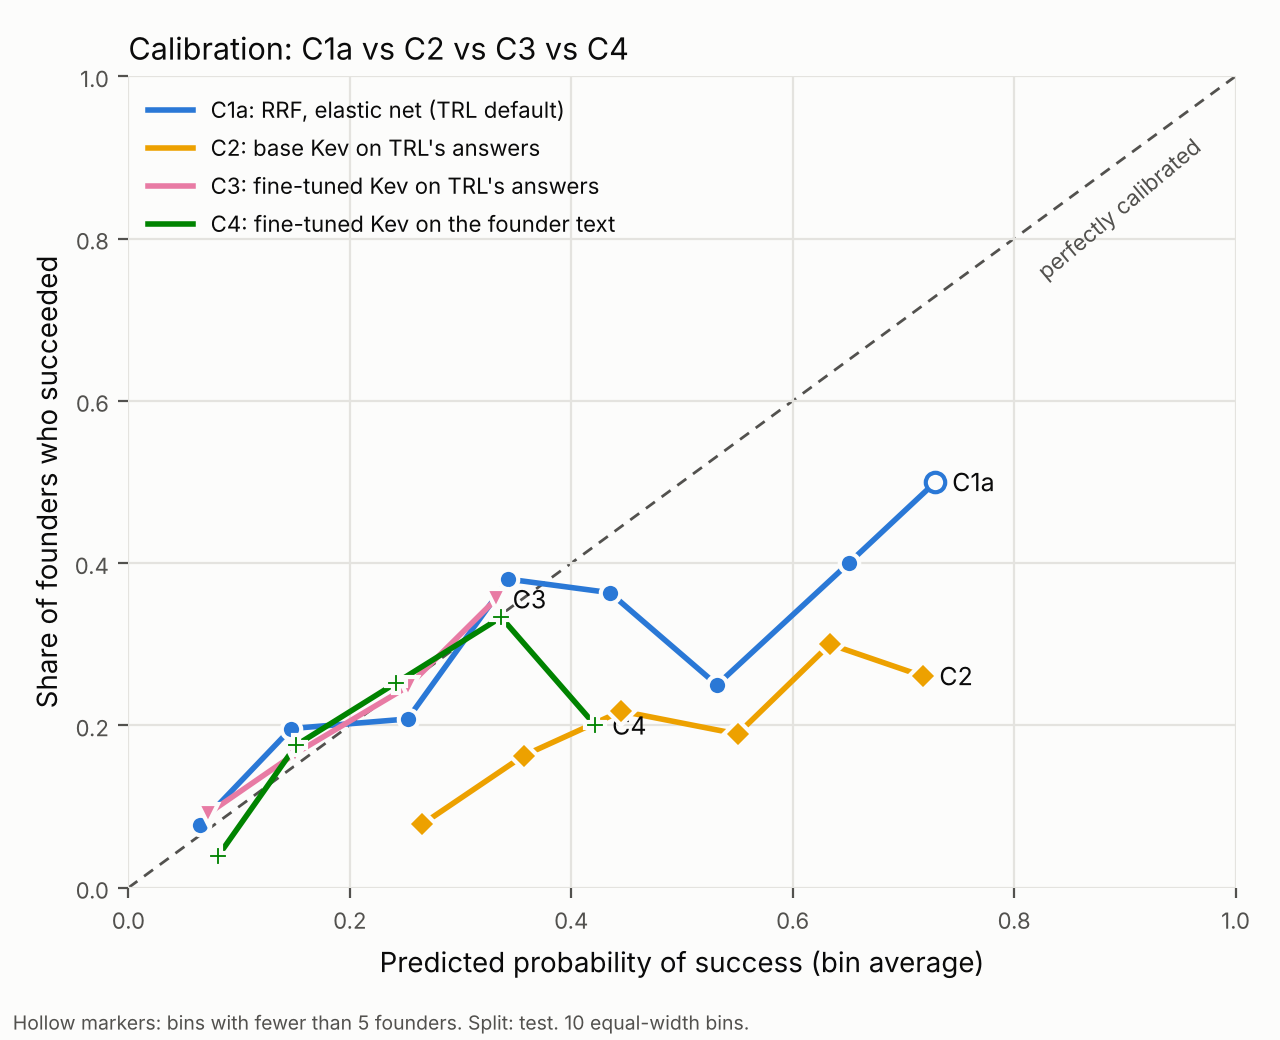 Calibration: C1a vs C2 vs C3 vs C4
C1a: RRF, elastic net (TRL default)
C2: base Kev on TRL's answers
C3: fine-tuned Kev on TRL's answers
C4: fine-tuned Kev on the founder text
perfectly calibrated
Share of founders who succeeded
1.0
0.8
0.6
0.4
0.2
0.0
C1a
C3
C2
C4
0.0 0.2 0.4 0.6 0.8 1.0
Predicted probability of success (bin average)
Hollow markers: bins with fewer than 5 founders. Split: test. 10 equal-width bins.